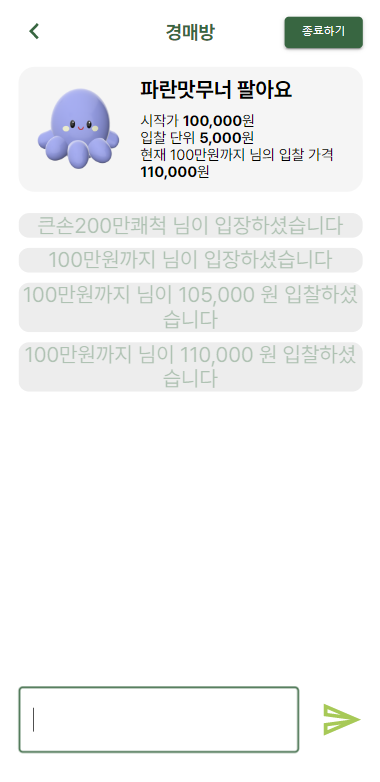 경매방
종료하기
파란맛무너 팔아요
시작가 100,000원
입찰 단위 5,000원
현재 100만원까지 님의 입찰 가격
110,000원
큰손200만쾌척 님이 입장하셨습니다
100만원까지 님이 입장하셨습니다
100만원까지 님이 105,000 원 입찰하셨
습니다
100만원까지 님이 110,000 원 입찰하셨
습니다